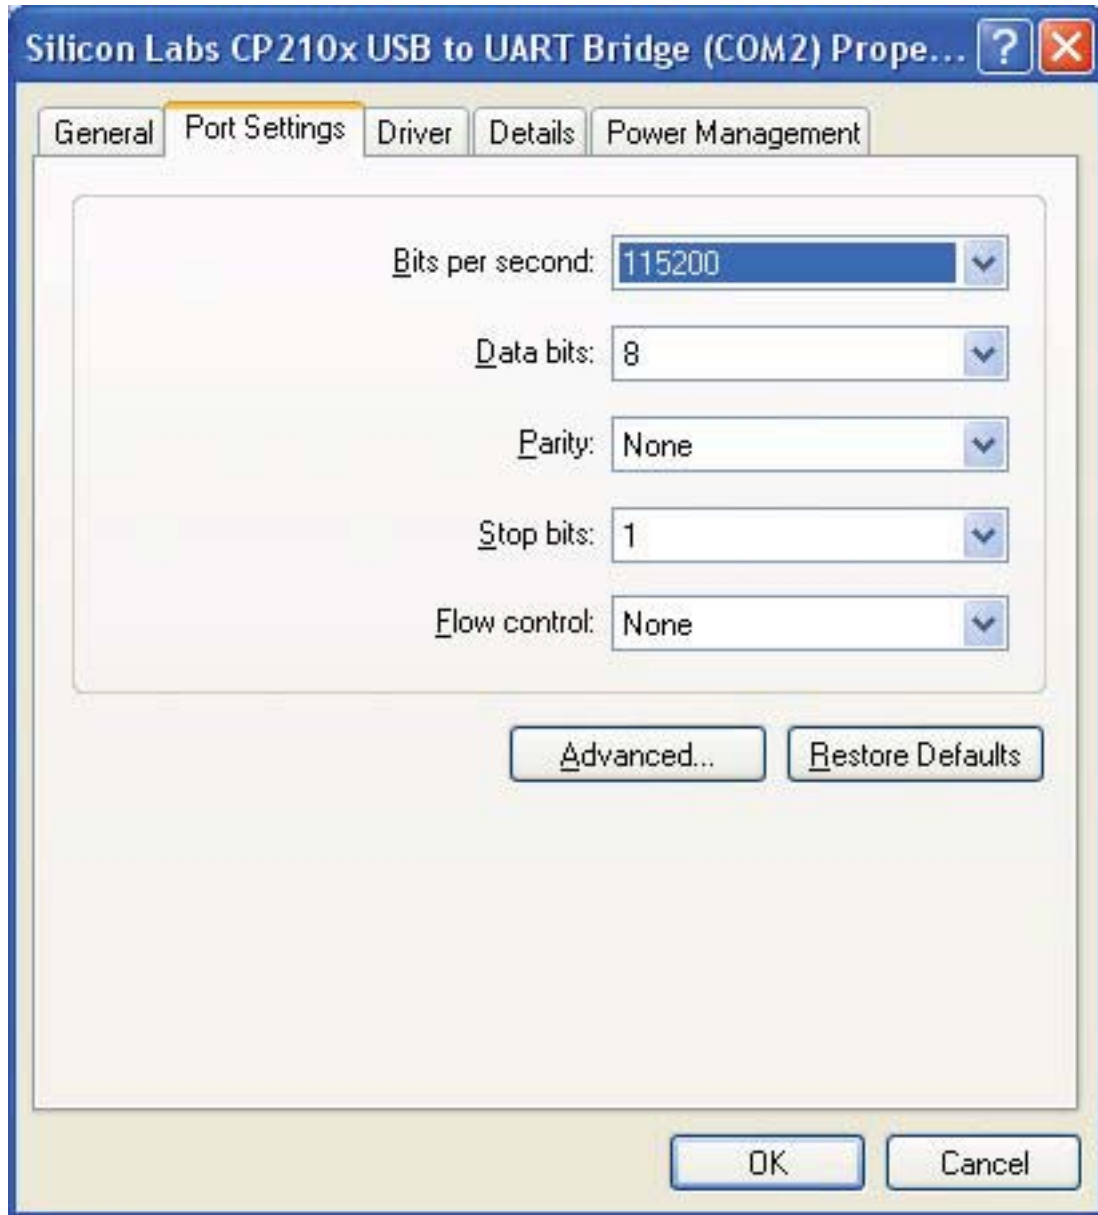 Silicon Labs CP210x USB to UART Bridge (COM2) Prope...
General Port Settings Driver Details Power Management
Bits per second: 115200
Data bits: 8
Parity: None
Stop bits: 1
Flow control: None
Advanced... Restore Defaults
OK Cancel